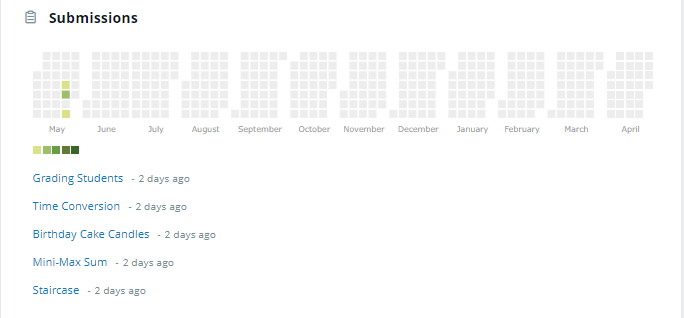 Submissions
May June July August September October November December January February March April
Grading Students - 2 days ago
Time Conversion - 2 days ago
Birthday Cake Candles - 2 days ago
Mini-Max Sum - 2 days ago
Staircase - 2 days ago